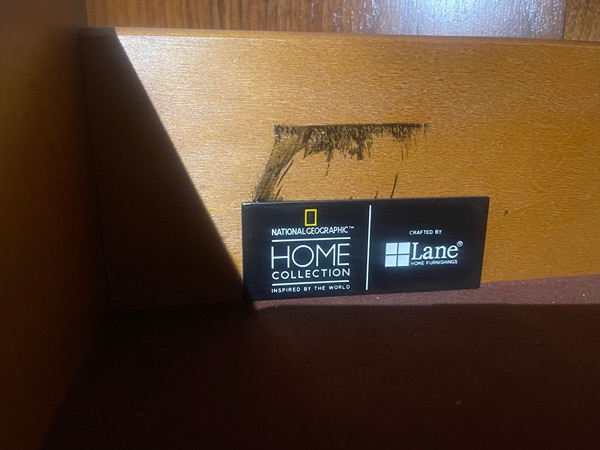 NATIONAL GEOGRAPHIC™
HOME
COLLECTION
INSPIRED BY THE WORLD
CRAFTED BY
Lane®
HOME FURNISHINGS